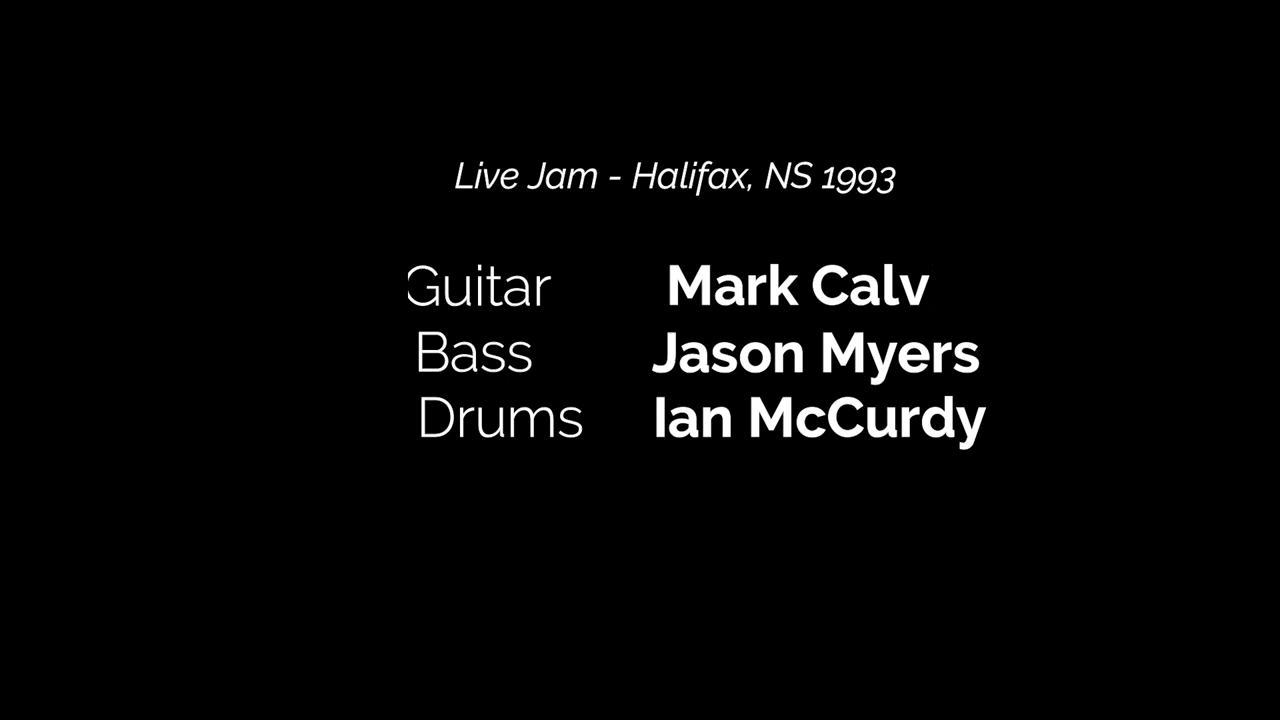 Live Jam - Halifax, NS 1993
Guitar Mark Calv
Bass Jason Myers
Drums Ian McCurdy